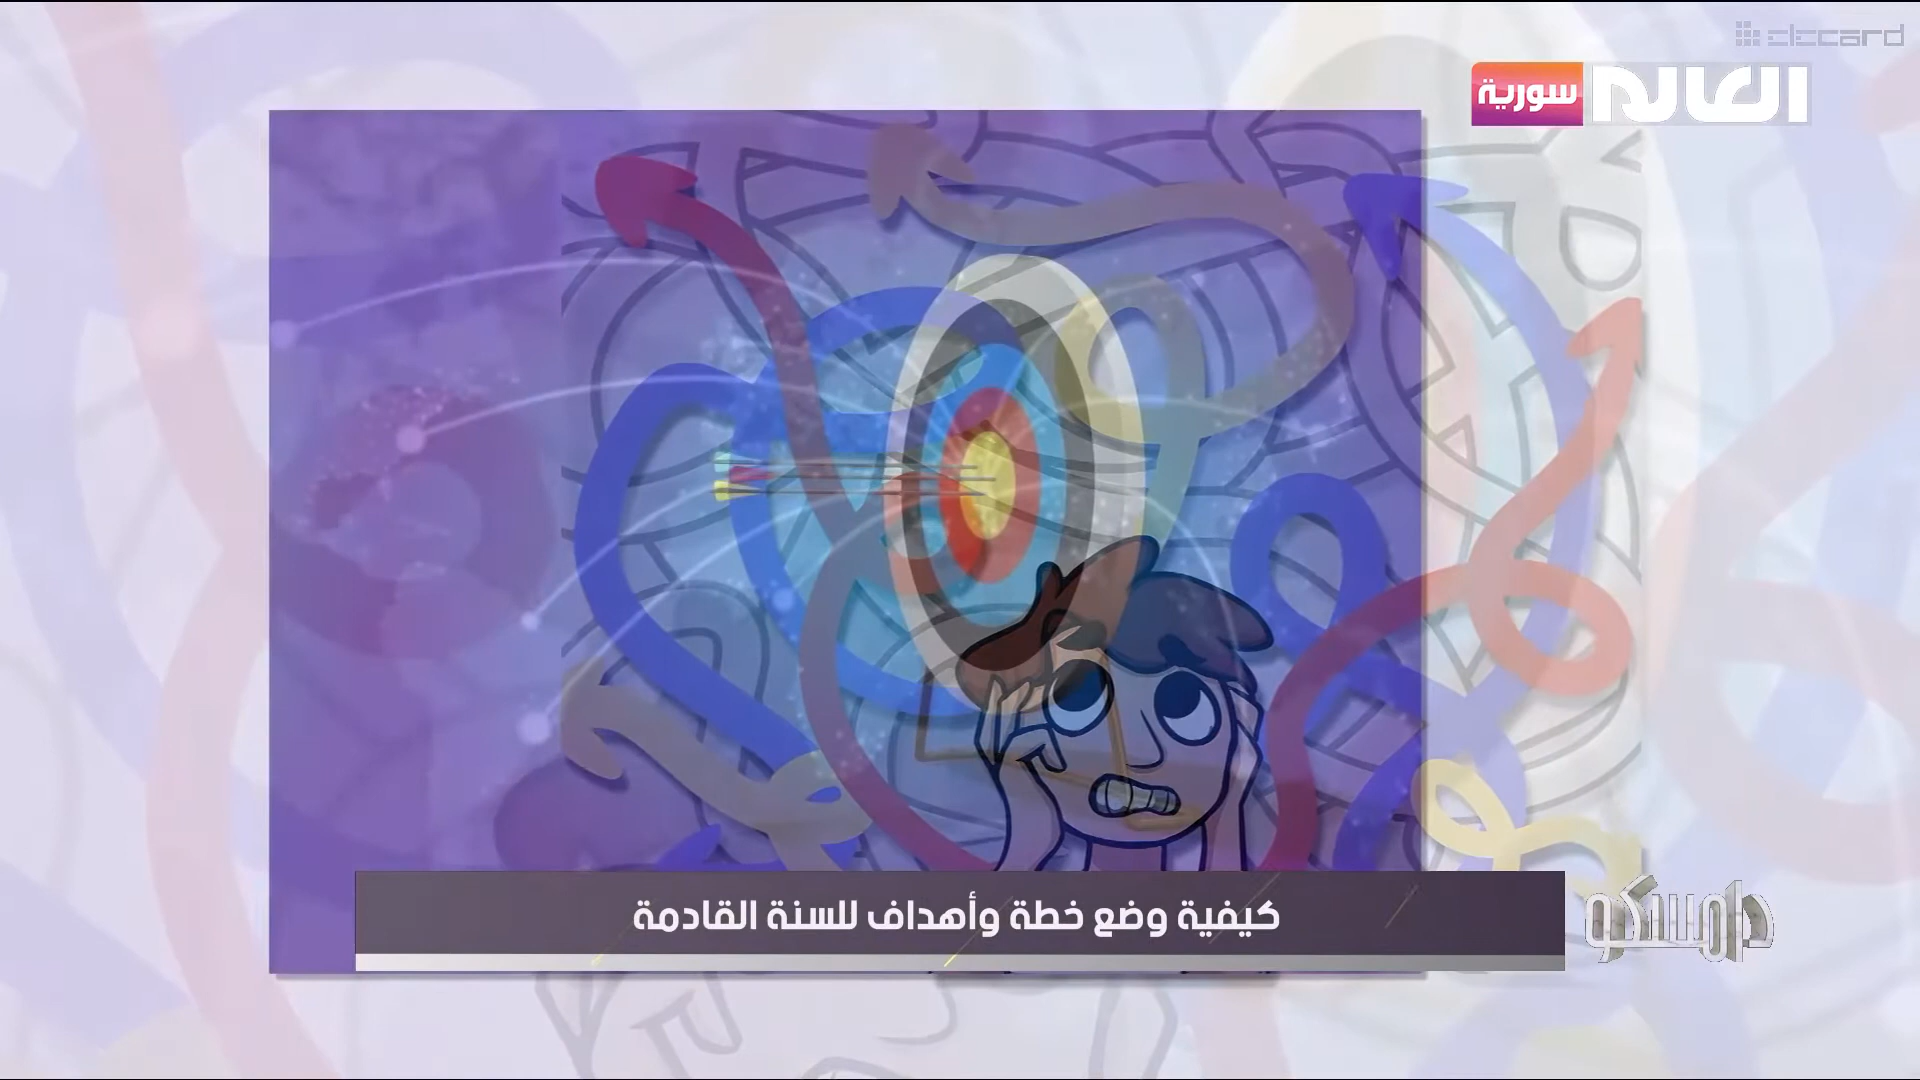 العالم سورية
كيفية وضع خطة وأهداف للسنة القادمة
دامسكو